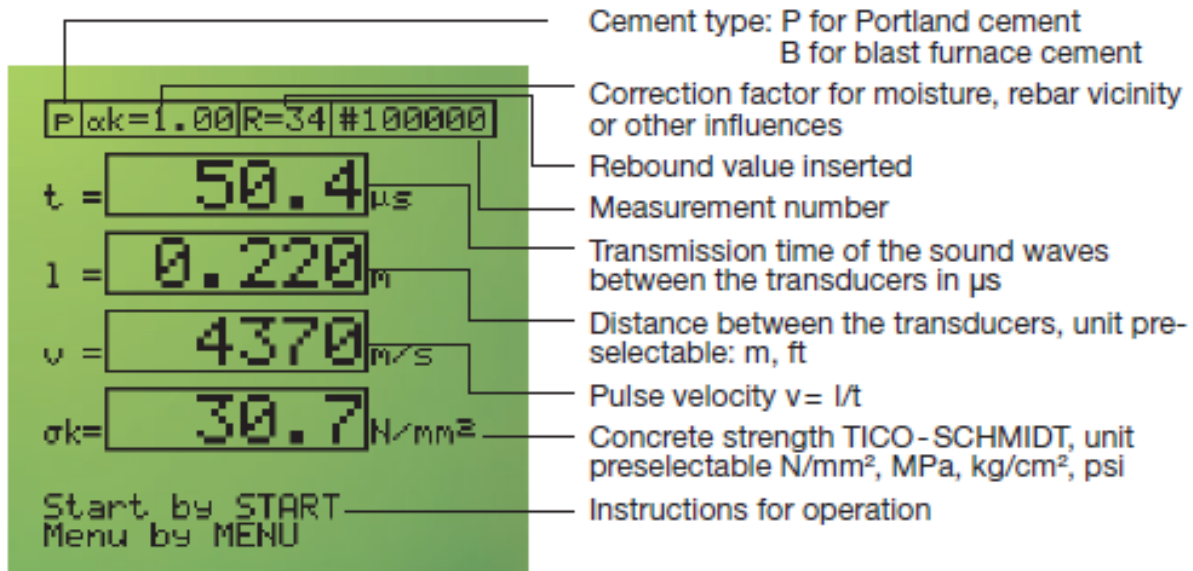 Cement type: P for Portland cement
B for blast furnace cement
Correction factor for moisture, rebar vicinity
or other influences
Rebound value inserted
Measurement number
Transmission time of the sound waves
between the transducers in µs
Distance between the transducers, unit pre-
selectable: m, ft
Pulse velocity v= l/t
Concrete strength TICO-SCHMIDT, unit
preselectable N/mm², MPa, kg/cm², psi
Instructions for operation
P αk=1.00 R=34 #100000
t = 50.4 µs
l = 0.220 m
v = 4370 m/s
σk= 30.7 N/mm²
Start by START
Menu by MENU